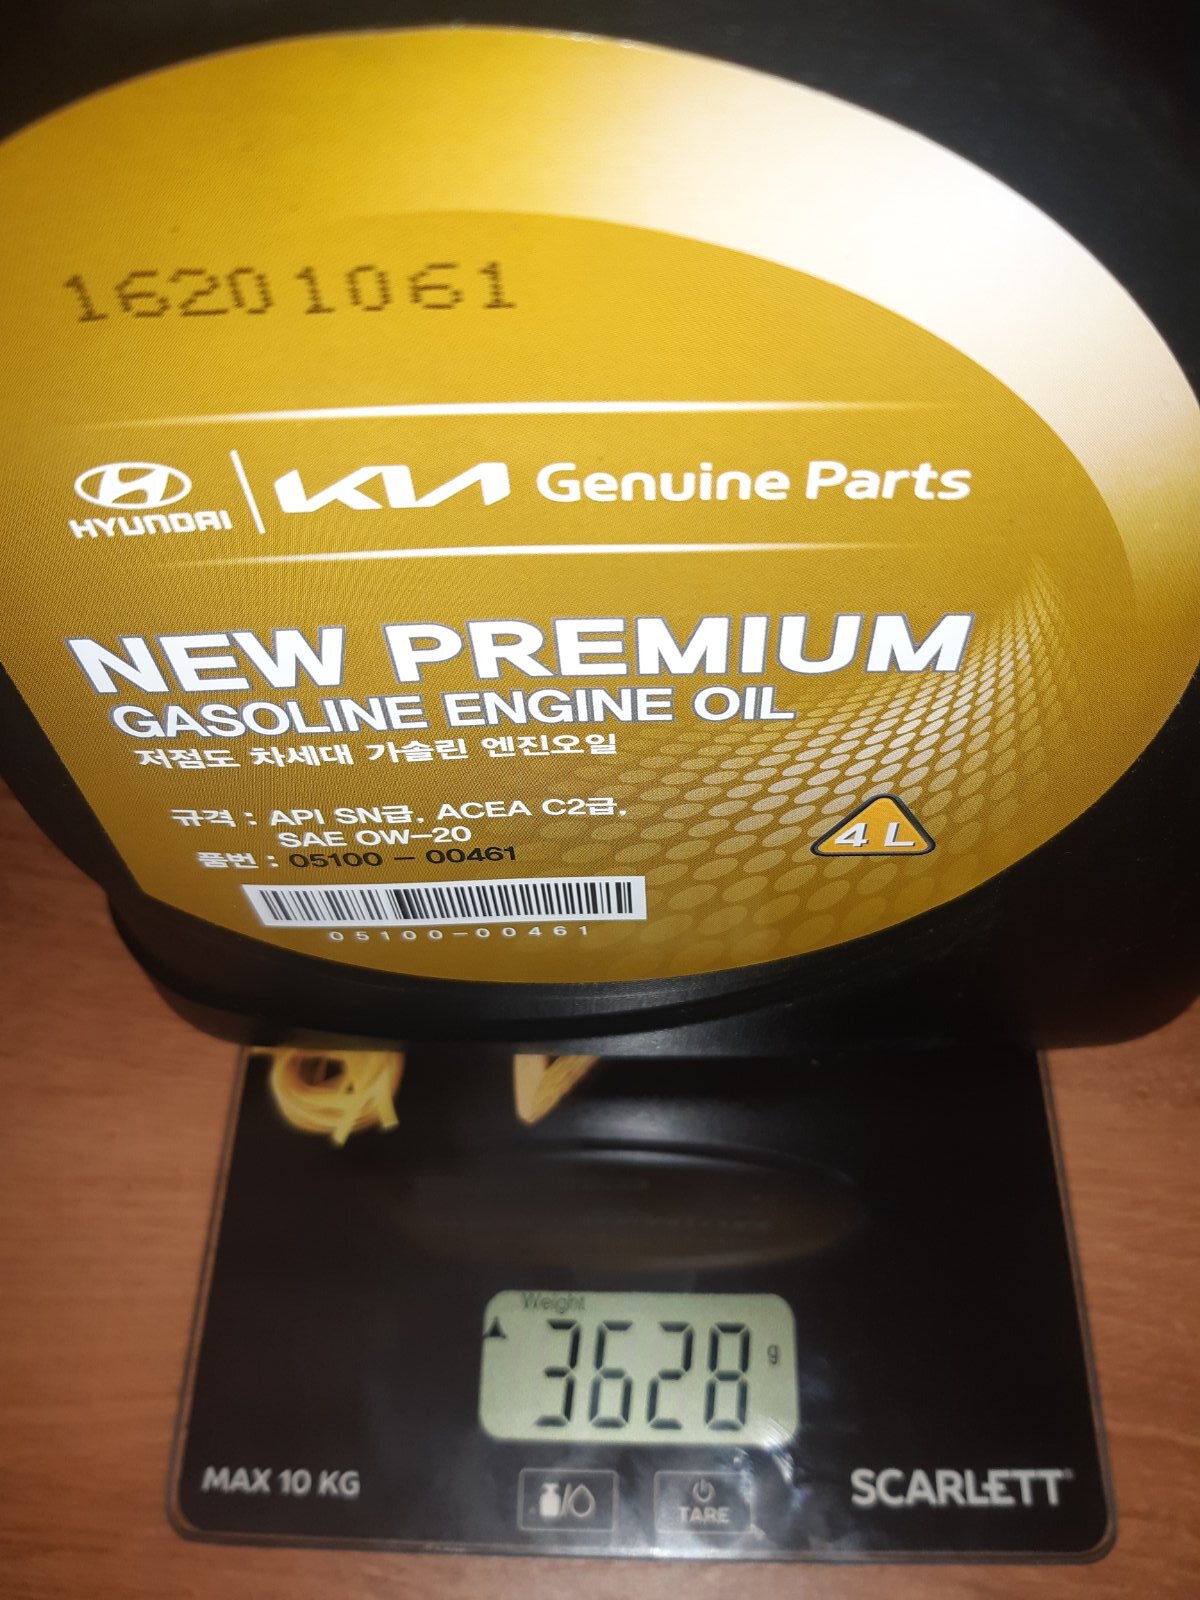 16201061
HYUNDAI | KIA Genuine Parts
NEW PREMIUM
GASOLINE ENGINE OIL
저점도 차세대 가솔린 엔진오일
규격 : API SN급, ACEA C2급,
SAE 0W-20
품번 : 05100 - 00461
4 L
05100-00461
Weight
3628 g
MAX 10 KG
TARE
SCARLETT